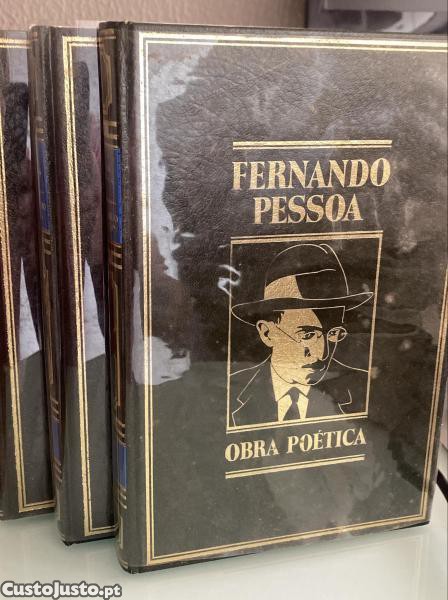 FERNANDO
PESSOA
OBRA POÉTICA
CustoJusto.pt